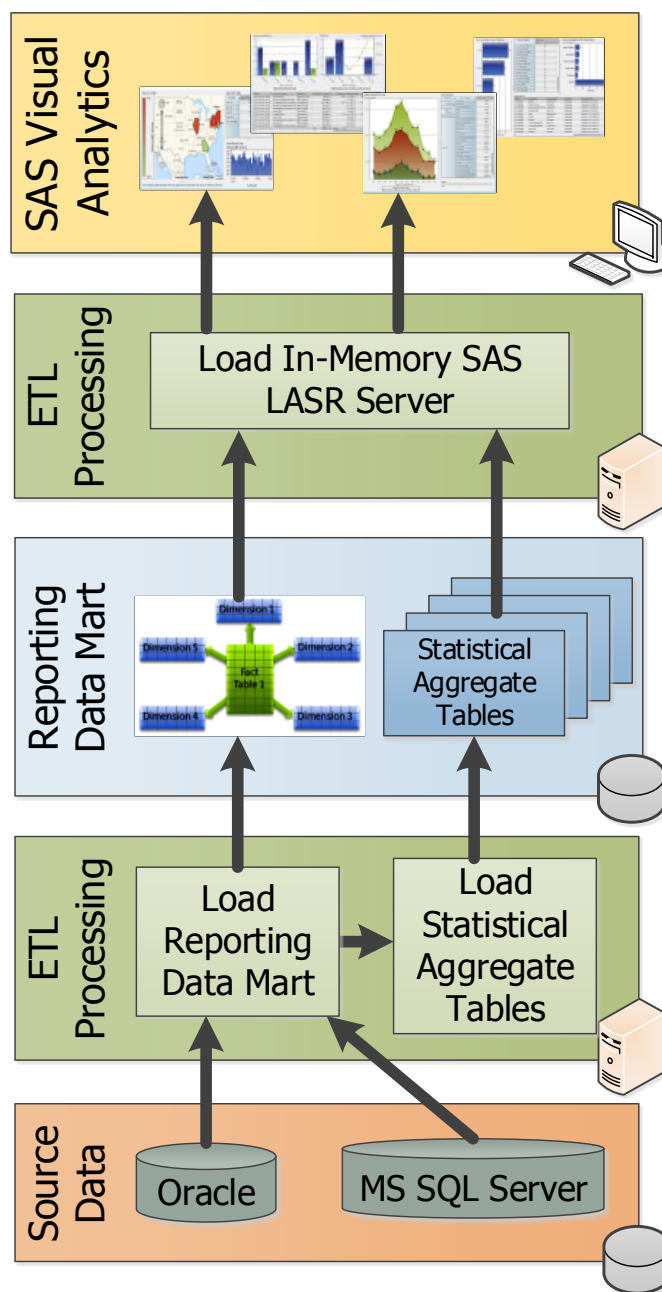 SAS Visual
Analytics
ETL
Processing
Load In-Memory SAS
LASR Server
Reporting
Data Mart
Dimension 1
Dimension 5
Dimension 2
Fact
Table 1
Dimension 4
Dimension 3
Statistical
Aggregate
Tables
ETL
Processing
Load
Reporting
Data Mart
Load
Statistical
Aggregate
Tables
Source
Data
Oracle
MS SQL Server